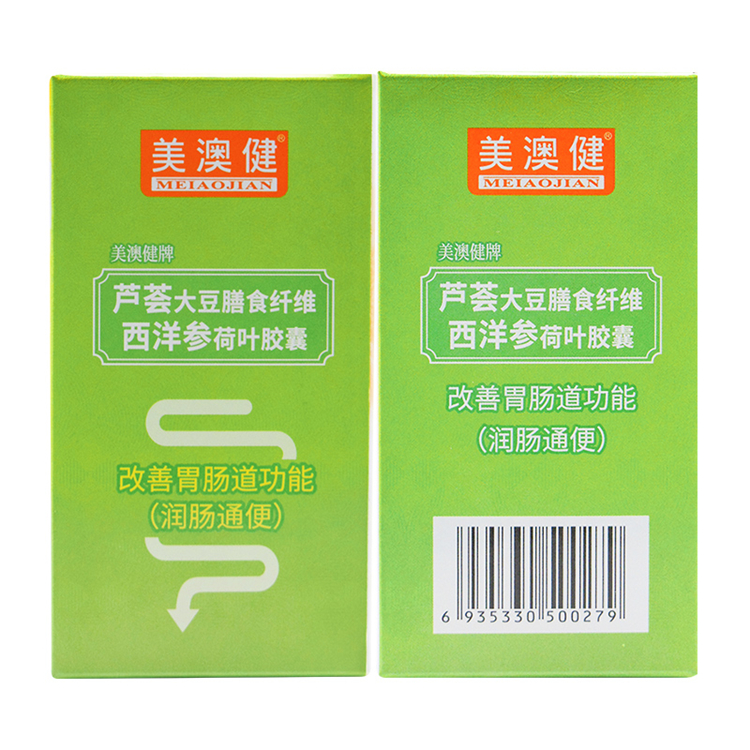 美澳健®
MEIAOJIAN
美澳健牌
芦荟大豆膳食纤维
西洋参荷叶胶囊
改善胃肠道功能
（润肠通便）
美澳健®
MEIAOJIAN
美澳健牌
芦荟大豆膳食纤维
西洋参荷叶胶囊
改善胃肠道功能
（润肠通便）
6 935330 500279